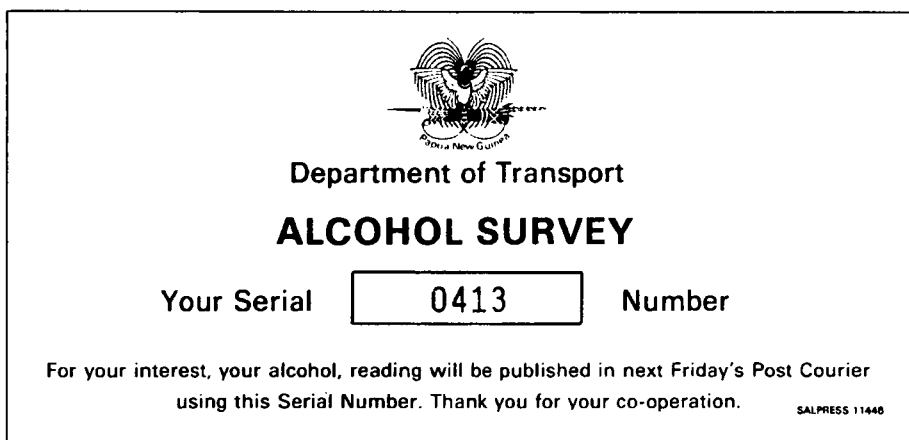 Papua New Guinea
Department of Transport
ALCOHOL SURVEY
Your Serial 0413 Number
For your interest, your alcohol, reading will be published in next Friday's Post Courier
using this Serial Number. Thank you for your co-operation.
SALPRESS 11448